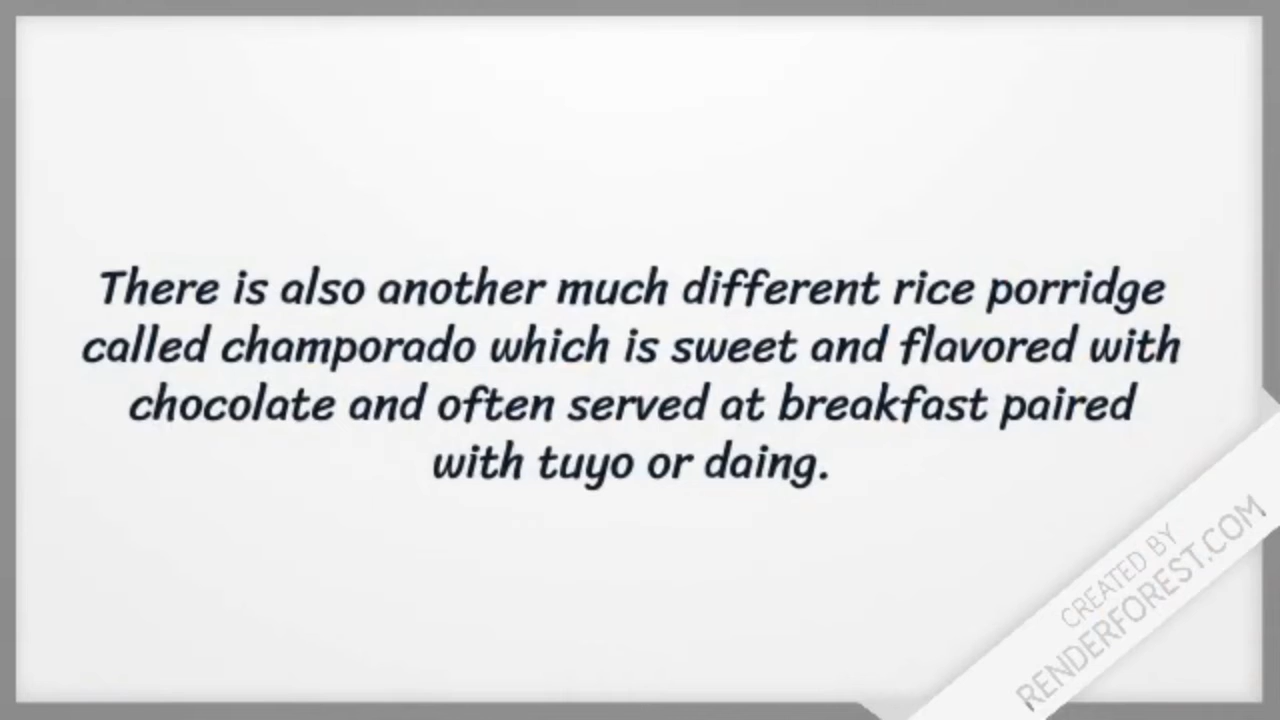 There is also another much different rice porridge
called champorado which is sweet and flavored with
chocolate and often served at breakfast paired
with tuyo or daing.
CREATED BY
RENDERFOREST.COM